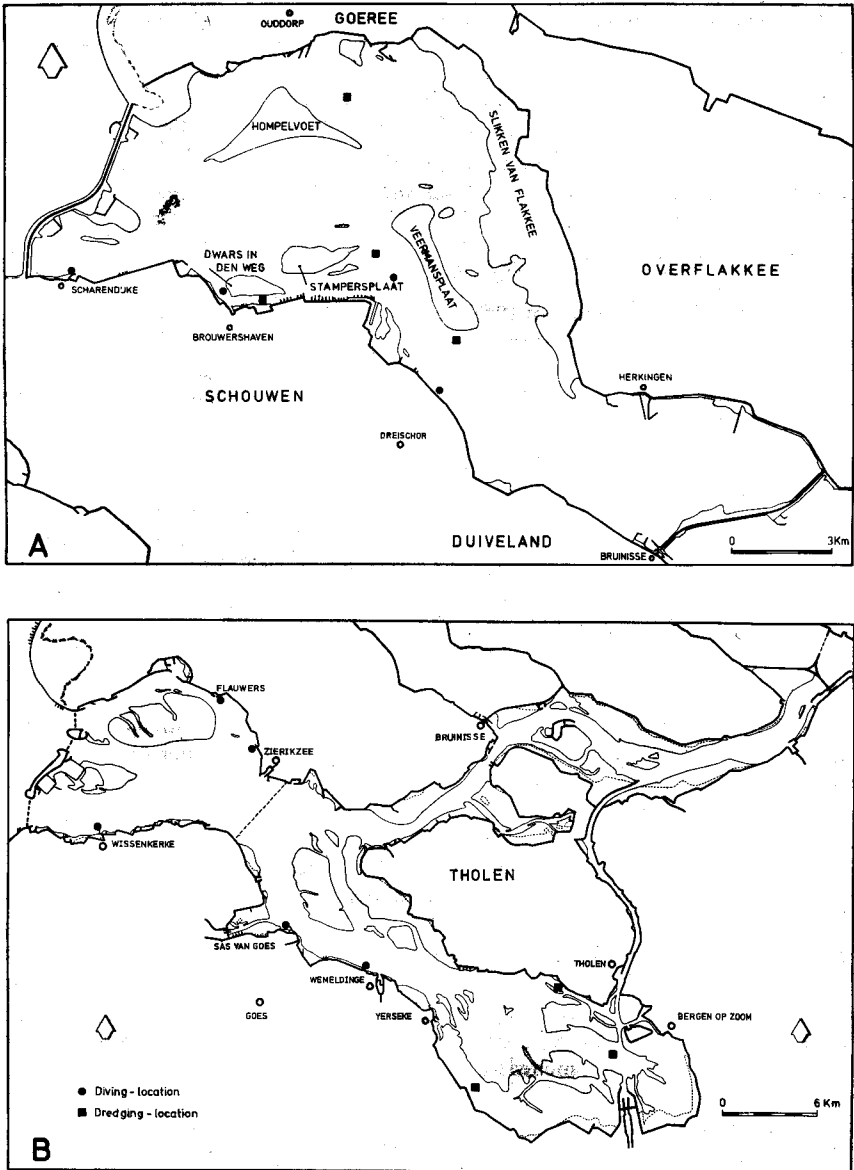 GOEREE
OUDDORP
HOMPELVOET
SLIKKEN VAN FLAKKEE
VEERMANSPLAAT
DWARS IN
DEN WEG
STAMPERSPLAAT
OVERFLAKKEE
SCHARENDIJKE
BROUWERSHAVEN
SCHOUWEN
HERKINGEN
DREISCHOR
DUIVELAND
BRUINISSE
0 3Km
A
FLAUWERS
BRUINISSE
ZIERIKZEE
WISSENKERKE
THOLEN
SAS VAN GOES
THOLEN
WEMELDINGE
GOES
YERSEKE
BERGEN OP ZOOM
Diving - location
Dredging - location
0 6 Km
B